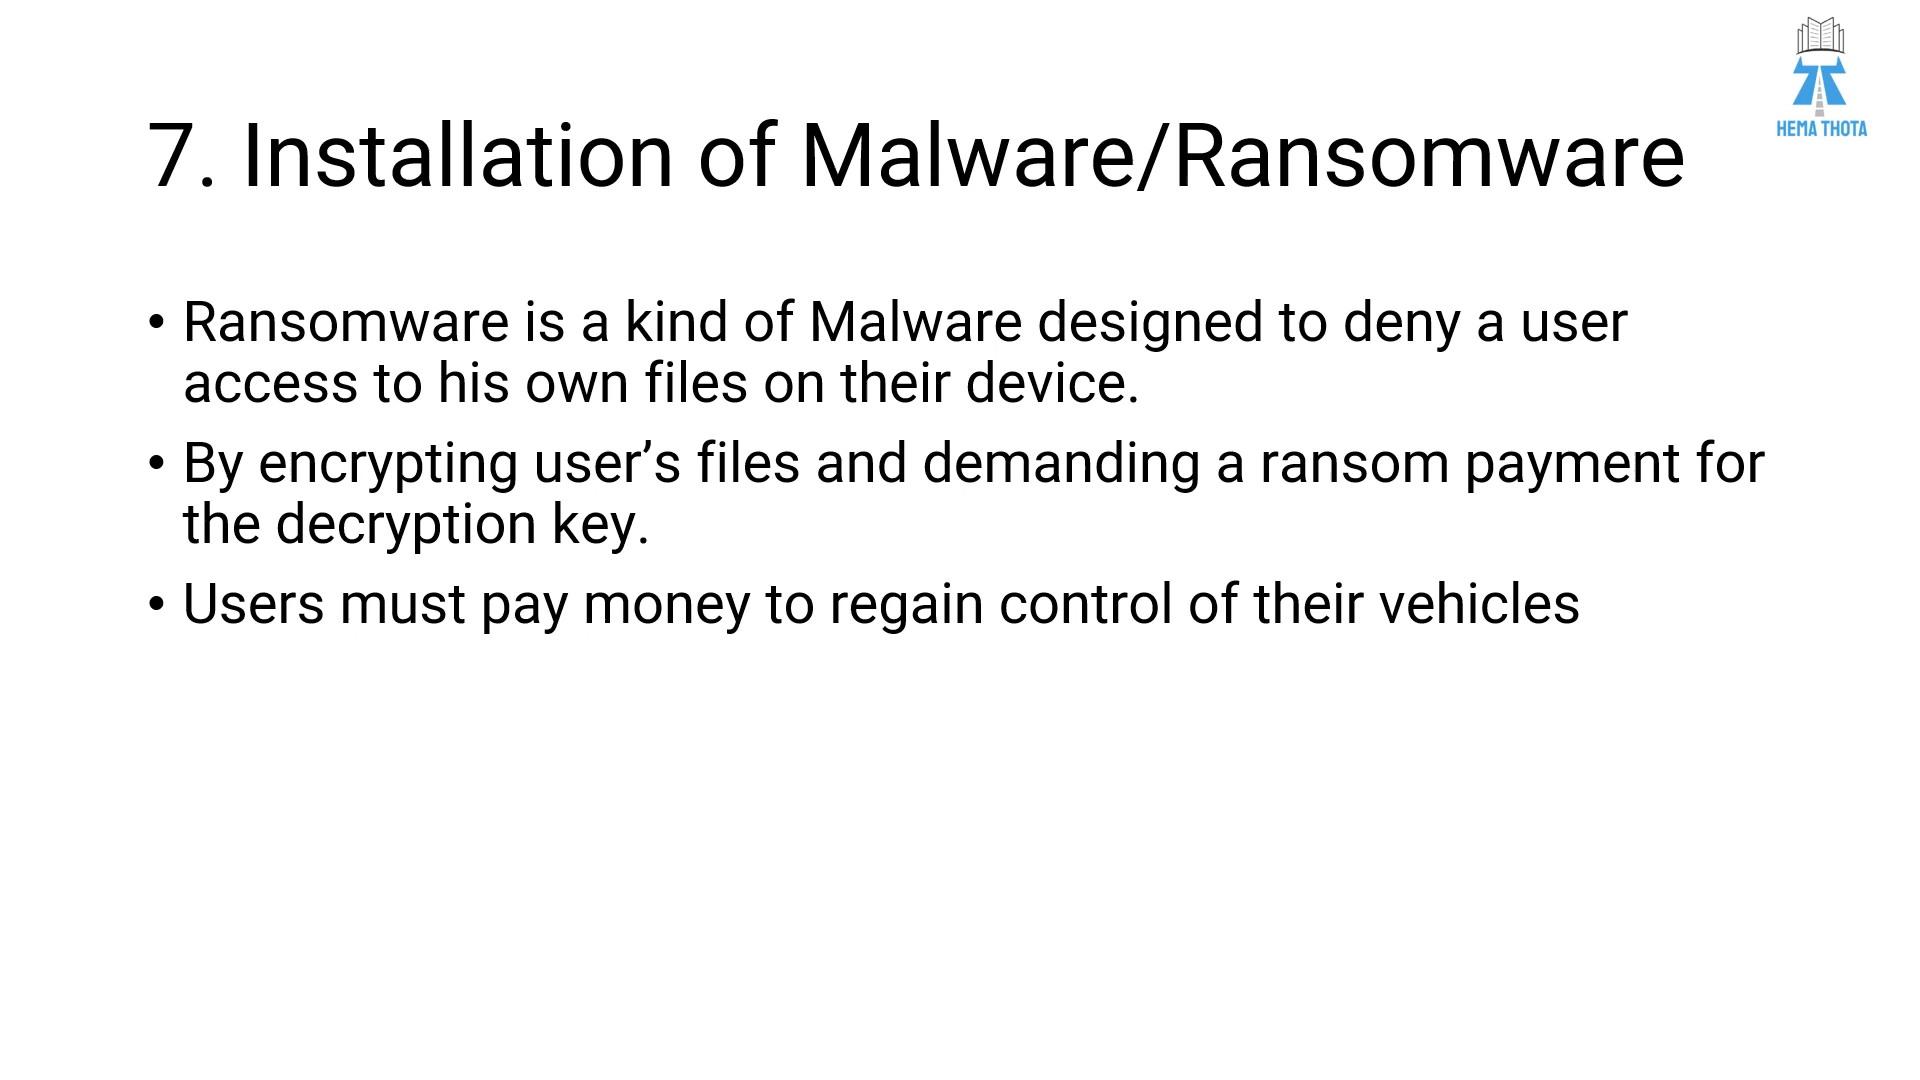 HEMA THOTA
7. Installation of Malware/Ransomware
• Ransomware is a kind of Malware designed to deny a user
access to his own files on their device.
• By encrypting user’s files and demanding a ransom payment for
the decryption key.
• Users must pay money to regain control of their vehicles